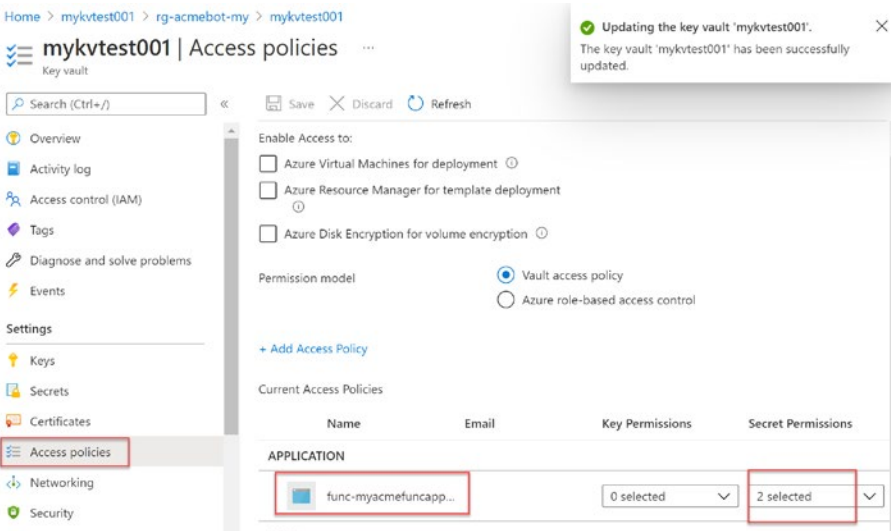 Home > mykvtest001 > rg-acmebot-my > mykvtest001
mykvtest001 | Access policies ...
Key vault
Updating the key vault 'mykvtest001'.
The key vault 'mykvtest001' has been successfully
updated.
Search (Ctrl+/)
«
Save Discard Refresh
Overview
Activity log
Access control (IAM)
Tags
Diagnose and solve problems
Events
Settings
Keys
Secrets
Certificates
Access policies
Networking
Security
Enable Access to:
Azure Virtual Machines for deployment
Azure Resource Manager for template deployment
Azure Disk Encryption for volume encryption
Permission model
Vault access policy
Azure role-based access control
+ Add Access Policy
Current Access Policies
Name Email Key Permissions Secret Permissions
APPLICATION
func-myacmefuncapp... 0 selected 2 selected